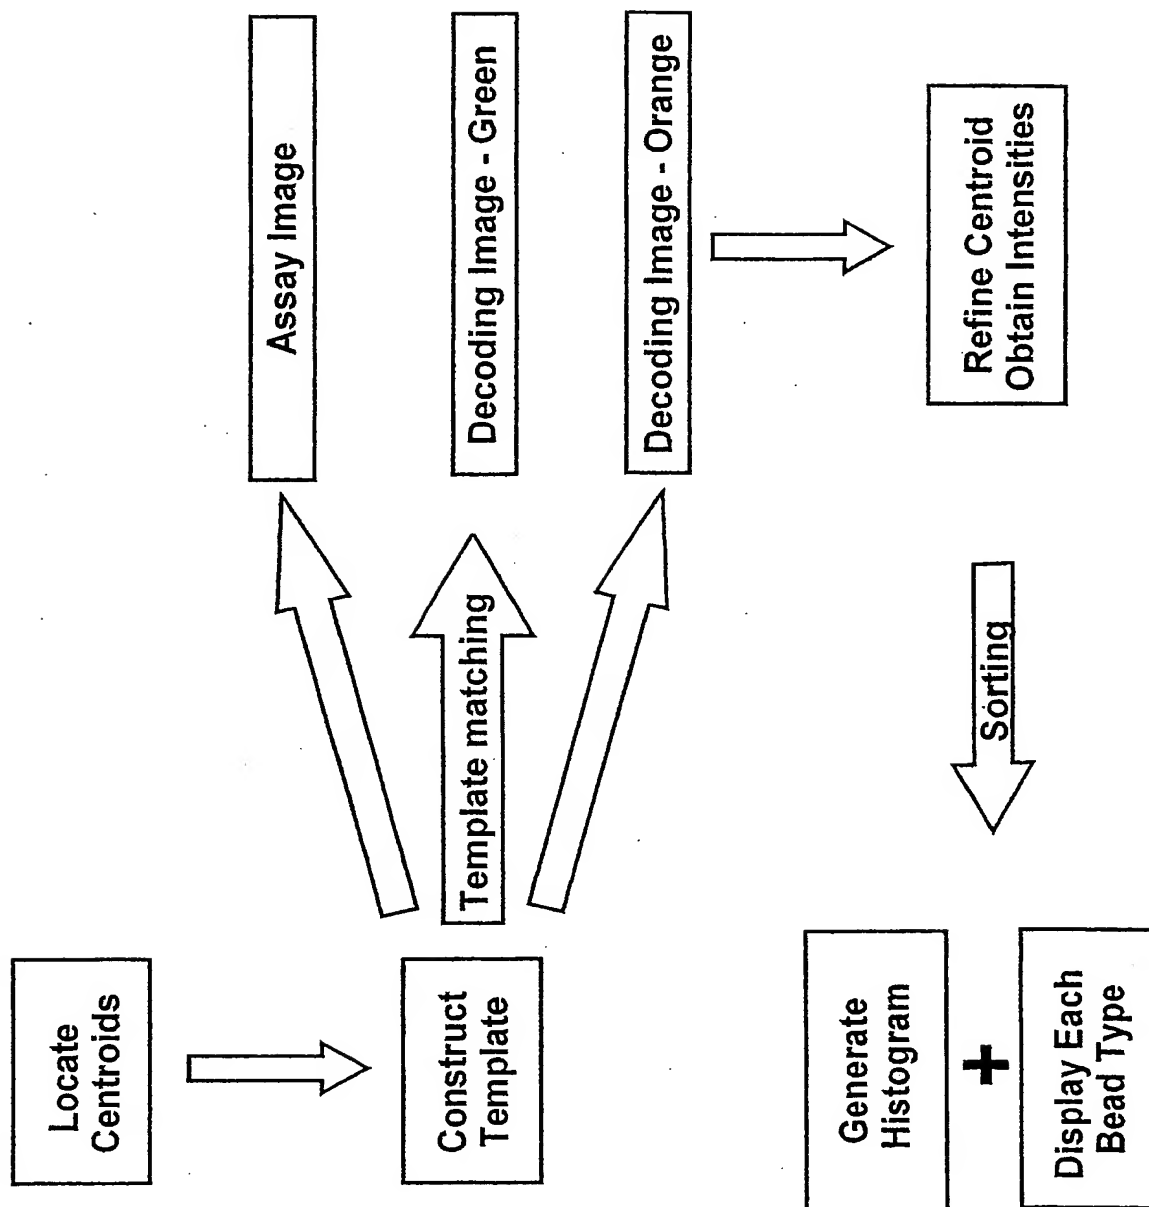 Locate
Centroids
Construct
Template
Template matching
Assay Image
Decoding Image - Green
Decoding Image - Orange
Refine Centroid
Obtain Intensities
Sorting
Generate
Histogram
+
Display Each
Bead Type